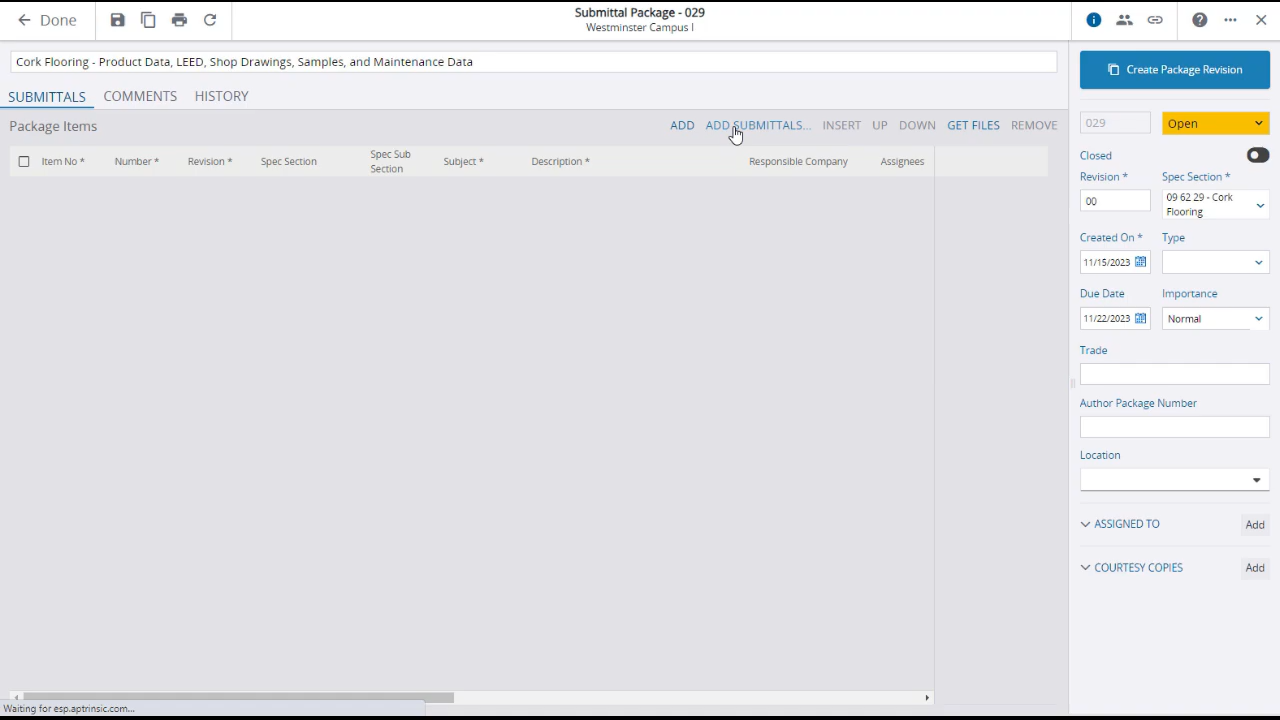 Done
Submittal Package - 029
Westminster Campus I
Cork Flooring - Product Data, LEED, Shop Drawings, Samples, and Maintenance Data
SUBMITTALS COMMENTS HISTORY
Package Items
ADD ADD SUBMITTALS... INSERT UP DOWN GET FILES REMOVE
Item No * Number * Revision * Spec Section Spec Sub Section Subject * Description * Responsible Company Assignees
Create Package Revision
029 Open
Closed
Revision * Spec Section *
00 09 62 29 - Cork Flooring
Created On * Type
11/15/2023
Due Date Importance
11/22/2023 Normal
Trade
Author Package Number
Location
ASSIGNED TO Add
COURTESY COPIES Add
Waiting for esp.aptrinsic.com...